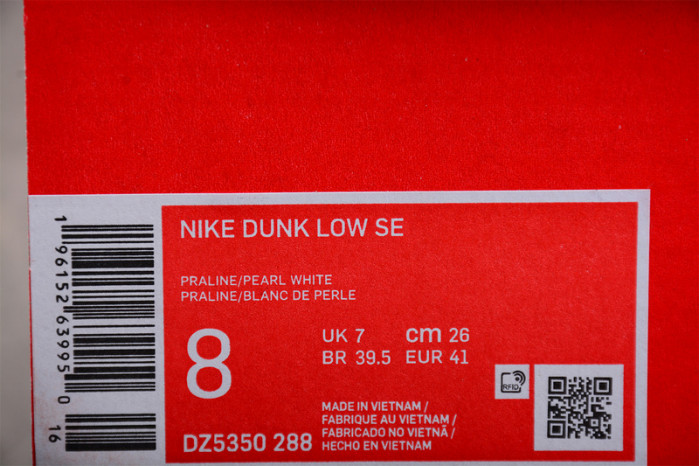 NIKE DUNK LOW SE
PRALINE/PEARL WHITE
PRALINE/BLANC DE PERLE
8
UK 7 cm 26
BR 39.5 EUR 41
RFID
DZ5350 288
MADE IN VIETNAM /
FABRIQUE AU VIETNAM /
FABRICADO NO VIETNÃ /
HECHO EN VIETNAM
1 96152 63995 0
16